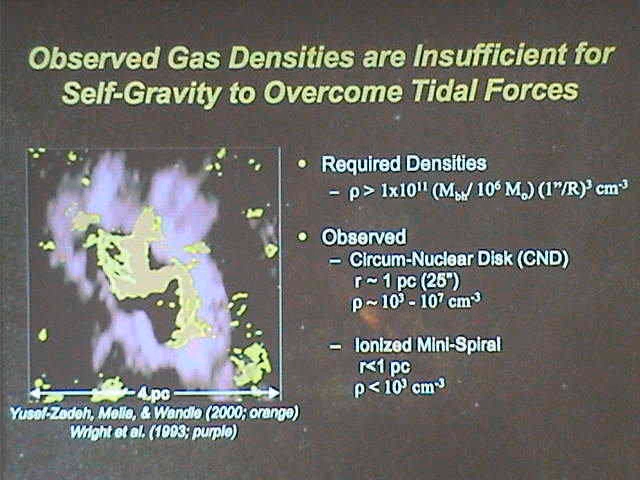 Observed Gas Densities are Insufficient for
Self-Gravity to Overcome Tidal Forces
• Required Densities
– ρ > 1x10¹¹ (Mbh/ 10⁶ Mo) (1"/R)³ cm⁻³
• Observed
– Circum-Nuclear Disk (CND)
r ~ 1 pc (25")
ρ ~ 10³ - 10⁷ cm⁻³
– Ionized Mini-Spiral
r<1 pc
ρ < 10³ cm⁻³
4 pc
Yusef-Zadeh, Melia, & Wardle (2000; orange)
Wright et al. (1993; purple)